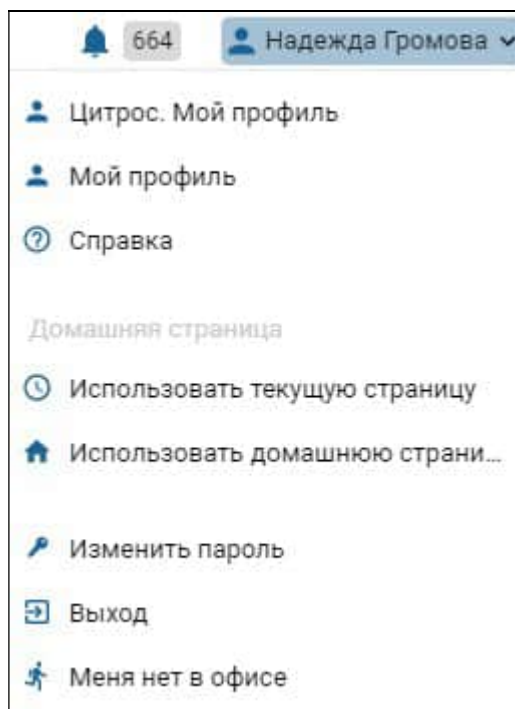 664 Надежда Громова
Цитрос. Мой профиль
Мой профиль
Справка
Домашняя страница
Использовать текущую страницу
Использовать домашнюю страни...
Изменить пароль
Выход
Меня нет в офисе